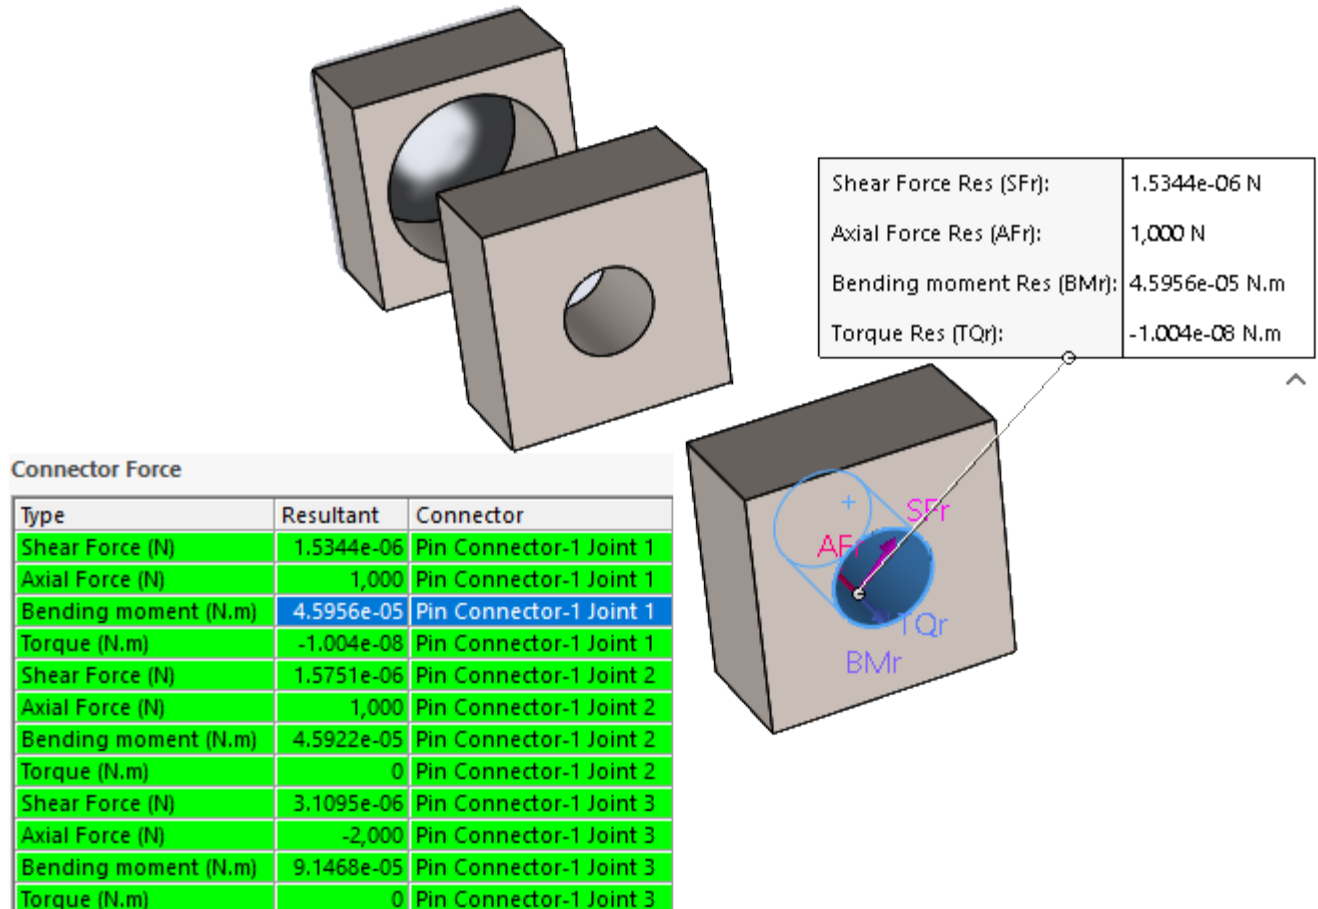 Shear Force Res (SFr): 1.5344e-06 N
Axial Force Res (AFr): 1,000 N
Bending moment Res (BMr): 4.5956e-05 N.m
Torque Res (TQr): -1.004e-08 N.m
Connector Force
Type Resultant Connector
Shear Force (N) 1.5344e-06 Pin Connector-1 Joint 1
Axial Force (N) 1,000 Pin Connector-1 Joint 1
Bending moment (N.m) 4.5956e-05 Pin Connector-1 Joint 1
Torque (N.m) -1.004e-08 Pin Connector-1 Joint 1
Shear Force (N) 1.5751e-06 Pin Connector-1 Joint 2
Axial Force (N) 1,000 Pin Connector-1 Joint 2
Bending moment (N.m) 4.5922e-05 Pin Connector-1 Joint 2
Torque (N.m) 0 Pin Connector-1 Joint 2
Shear Force (N) 3.1095e-06 Pin Connector-1 Joint 3
Axial Force (N) -2,000 Pin Connector-1 Joint 3
Bending moment (N.m) 9.1468e-05 Pin Connector-1 Joint 3
Torque (N.m) 0 Pin Connector-1 Joint 3
SFr
AFr
TQr
BMr